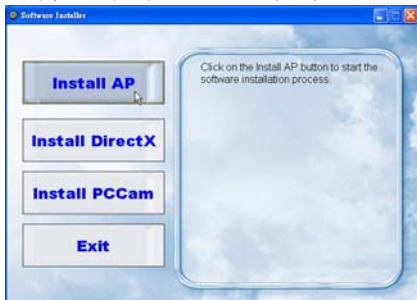 Software Installer
Install AP
Click on the Install AP button to start the
software installation process.
Install DirectX
Install PCCam
Exit